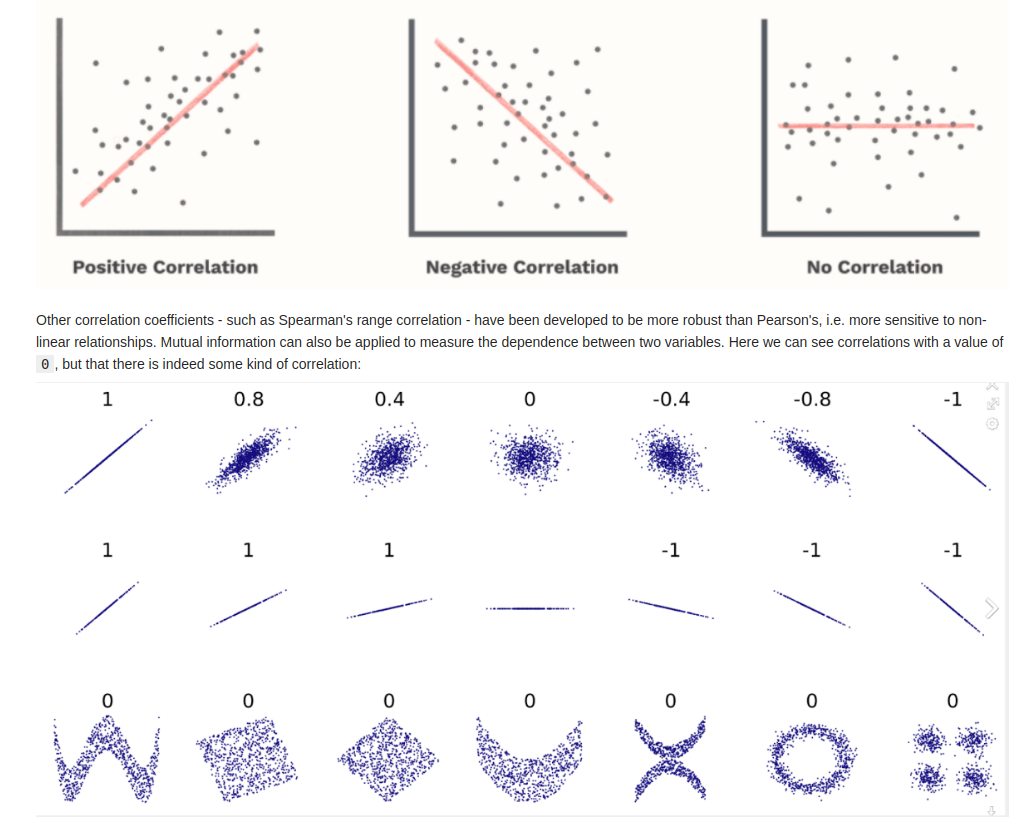 Positive Correlation Negative Correlation No Correlation
Other correlation coefficients - such as Spearman's range correlation - have been developed to be more robust than Pearson's, i.e. more sensitive to non-
linear relationships. Mutual information can also be applied to measure the dependence between two variables. Here we can see correlations with a value of
0 , but that there is indeed some kind of correlation:
1 0.8 0.4 0 -0.4 -0.8 -1
1 1 1 -1 -1 -1
0 0 0 0 0 0 0